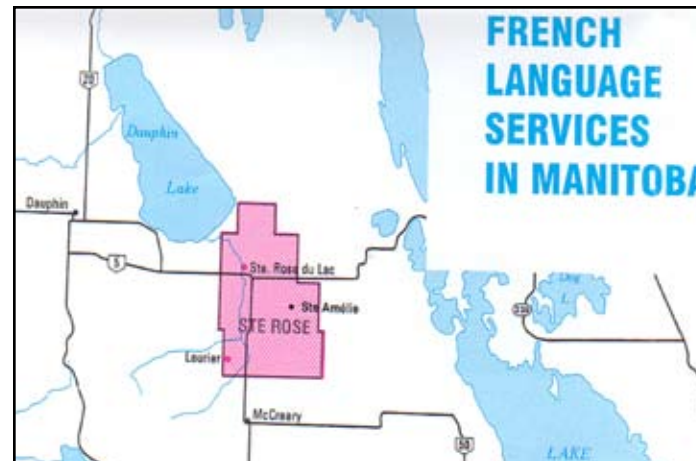 FRENCH
LANGUAGE
SERVICES
IN MANITOBA
20
Dauphin
Lake
Dauphin
5
Ste. Rose du Lac
Ste Amélie
STE ROSE
Laurier
McCreary
50
LAKE